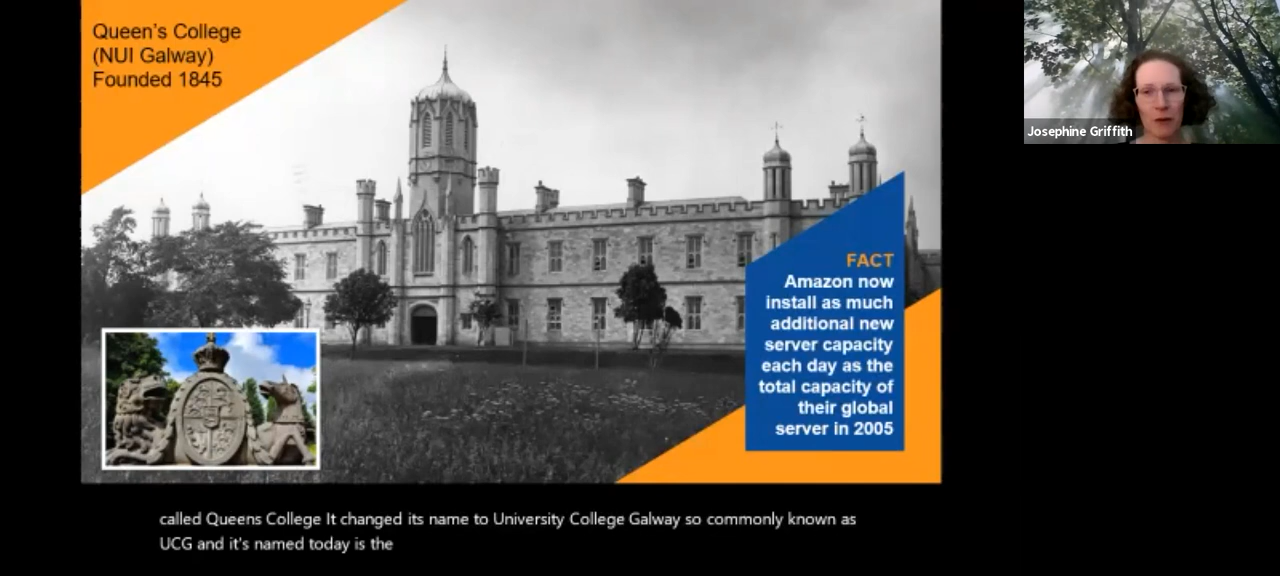 Queen's College
(NUI Galway)
Founded 1845
Josephine Griffith
FACT
Amazon now
install as much
additional new
server capacity
each day as the
total capacity of
their global
server in 2005
called Queens College It changed its name to University College Galway so commonly known as
UCG and it's named today is the